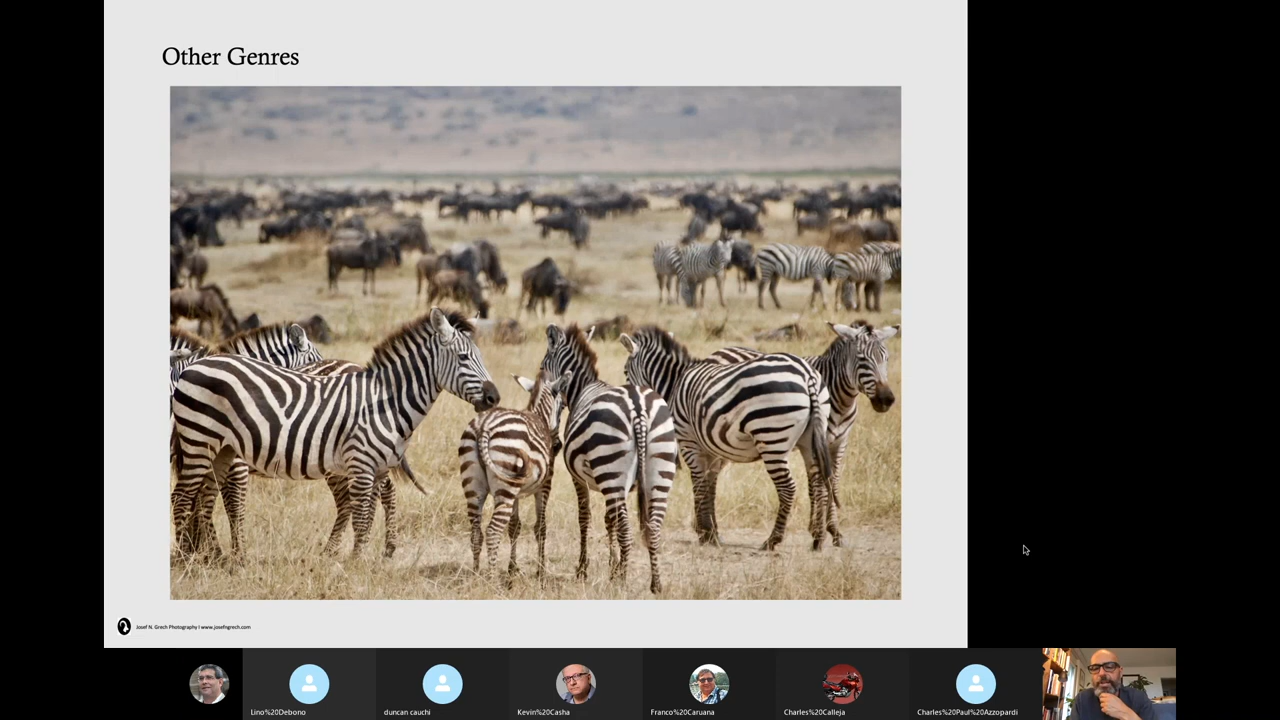 Other Genres
Josef N. Grech Photography I www.josefngrech.com
Lino%20Debono
duncan cauchi
Kevin%20Casha
Franco%20Caruana
Charles%20Calleja
Charles%20Paul%20Azzopardi